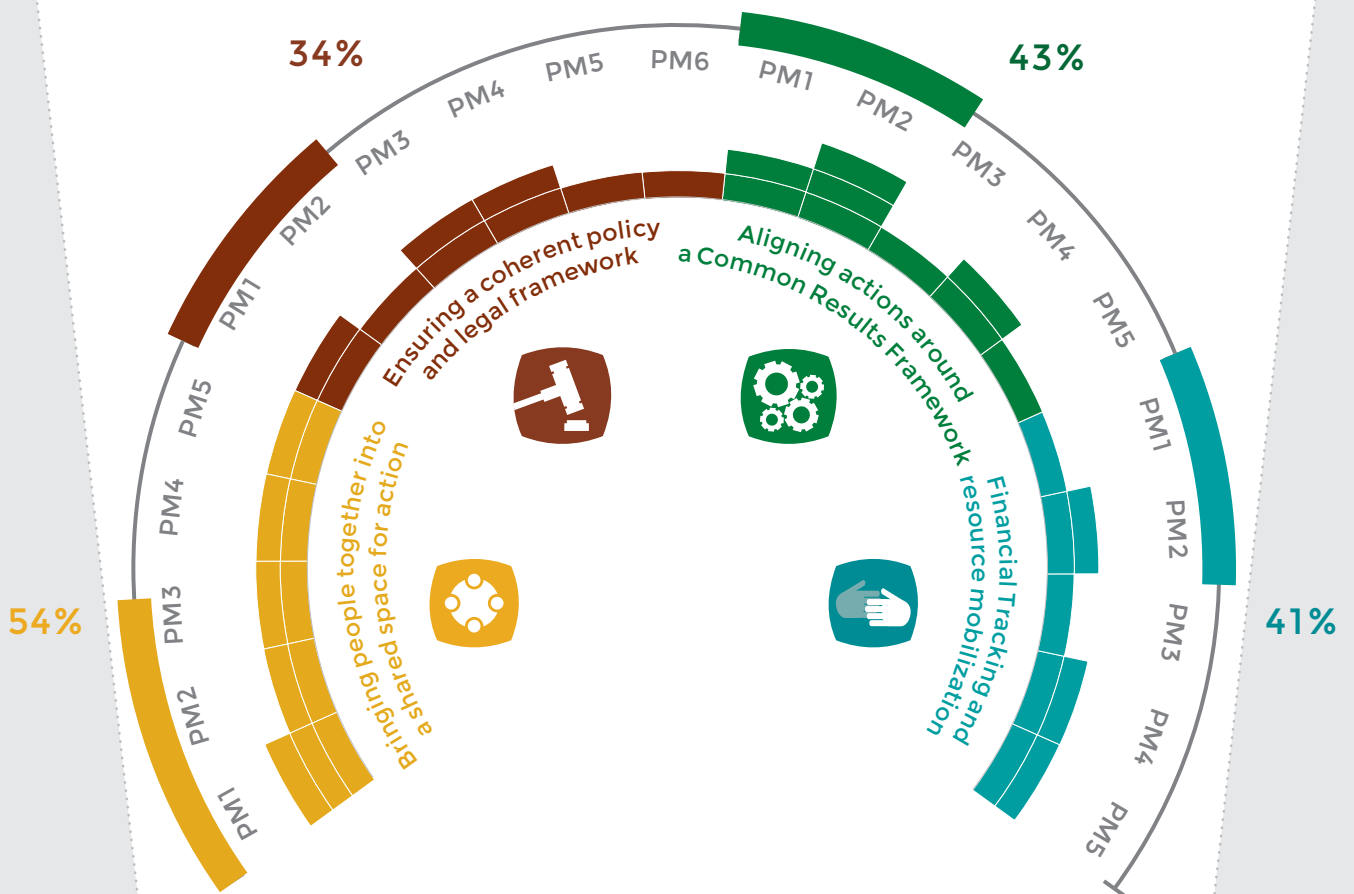 54%
PM1
PM2
PM3
PM4
PM5
Bringing people together into
a shared space for action
34%
PM1
PM2
PM3
PM4
PM5
PM6
Ensuring a coherent policy
and legal framework
43%
PM1
PM2
PM3
PM4
PM5
Aligning actions around
a Common Results Framework
41%
PM1
PM2
PM3
PM4
PM5
Financial Tracking and
resource mobilization